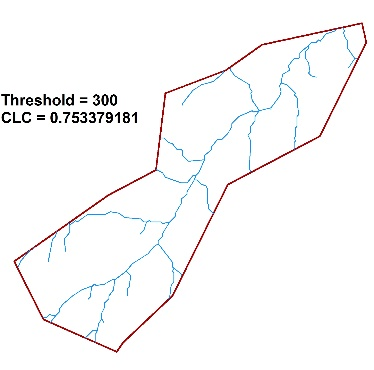 Threshold = 300
CLC = 0.753379181